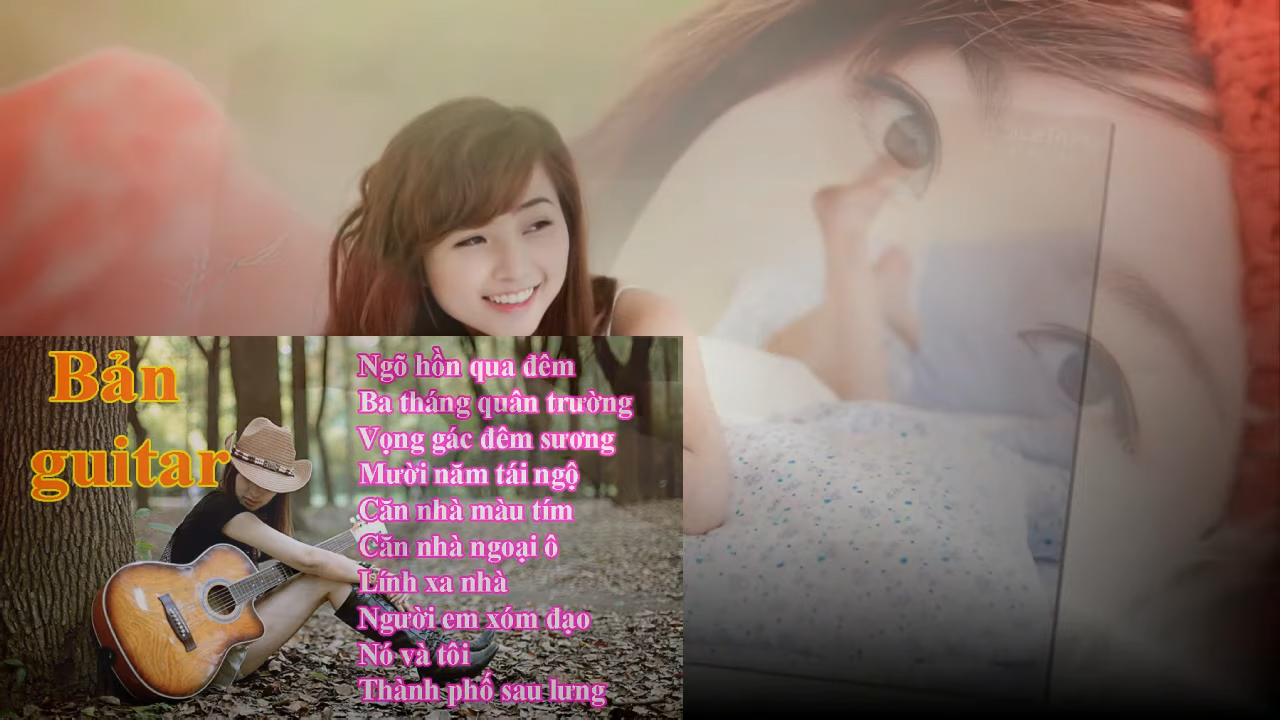 Bản
guitar
Ngõ hồn qua đêm
Ba tháng quân trường
Vọng gác đêm sương
Mười năm tái ngộ
Căn nhà màu tím
Căn nhà ngoại ô
Lính xa nhà
Người em xóm đạo
Nó và tôi
Thành phố sau lưng